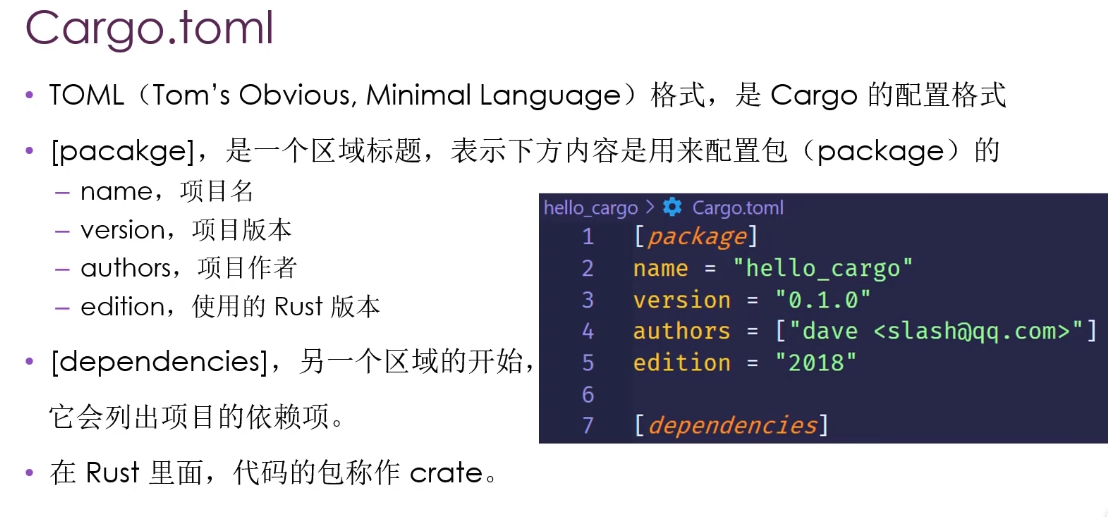 Cargo.toml
• TOML（Tom's Obvious, Minimal Language）格式，是 Cargo 的配置格式
• [pacakge]，是一个区域标题，表示下方内容是用来配置包（package）的
– name，项目名
– version，项目版本
– authors，项目作者
– edition，使用的 Rust 版本
• [dependencies]，另一个区域的开始，
它会列出项目的依赖项。
• 在 Rust 里面，代码的包称作 crate。
hello_cargo > Cargo.toml
1 [package]
2 name = "hello_cargo"
3 version = "0.1.0"
4 authors = ["dave <slash@qq.com>"]
5 edition = "2018"
6
7 [dependencies]